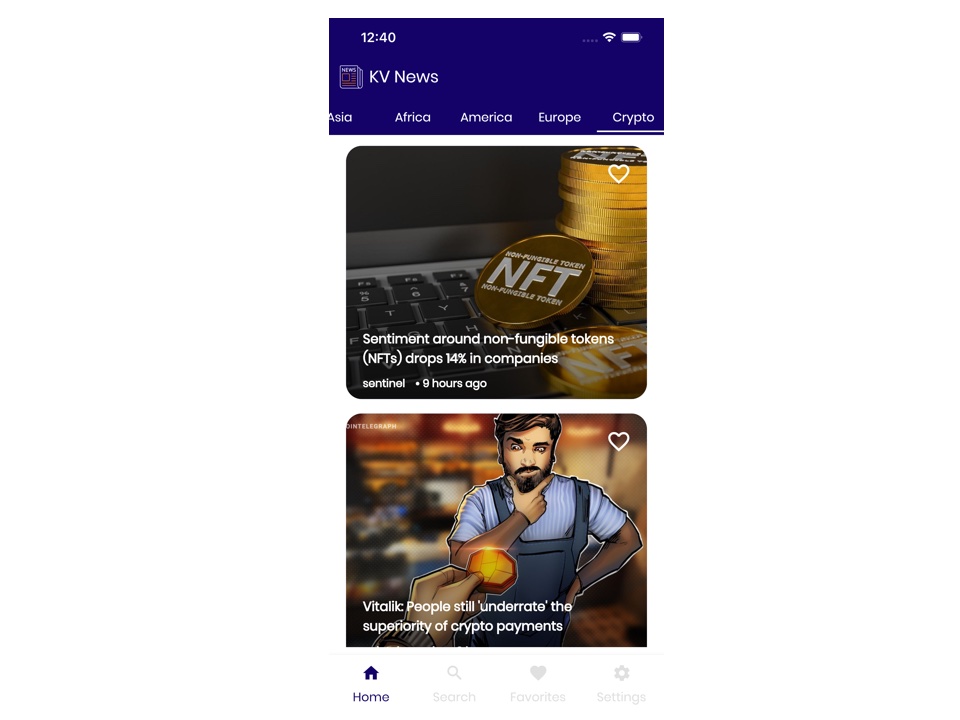 12:40
NEWS
KV News
Asia Africa America Europe Crypto
NON-FUNGIBLE TOKEN
NFT
NON-FUNGIBLE TOKEN
Sentiment around non-fungible tokens
(NFTs) drops 14% in companies
sentinel • 9 hours ago
OINTELEGRAPH
Vitalik: People still 'underrate' the
superiority of crypto payments
Home Search Favorites Settings